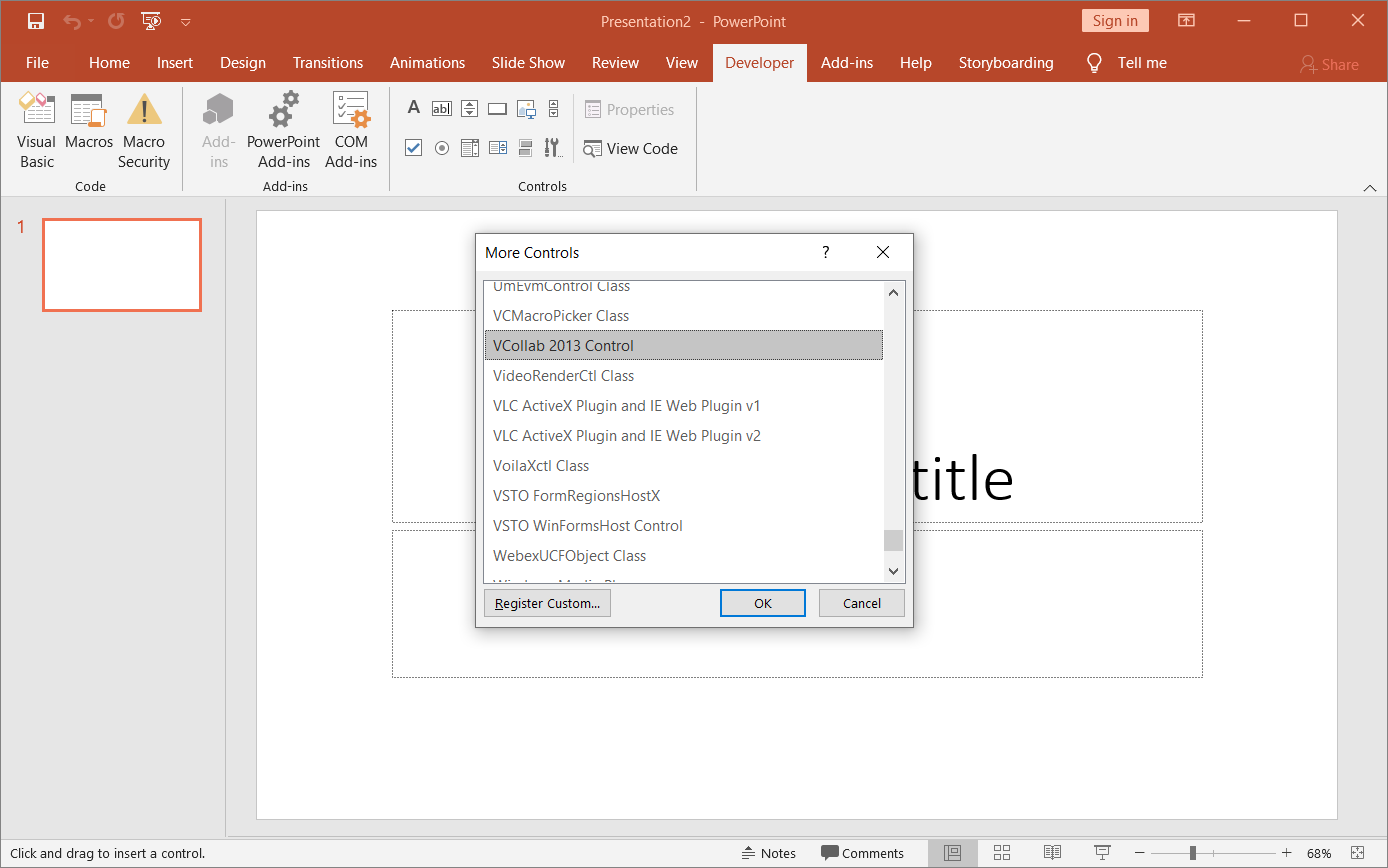 Presentation2 - PowerPoint
Sign in
File Home Insert Design Transitions Animations Slide Show Review View Developer Add-ins Help Storyboarding Tell me Share
Visual Basic
Macros
Macro Security
Code
Add-ins
PowerPoint Add-ins
COM Add-ins
Add-ins
A
ab
Properties
View Code
Controls
1
More Controls
?
UmEvmControl Class
VCMacroPicker Class
VCollab 2013 Control
VideoRenderCtl Class
VLC ActiveX Plugin and IE Web Plugin v1
VLC ActiveX Plugin and IE Web Plugin v2
VoilaXctl Class
VSTO FormRegionsHostX
VSTO WinFormsHost Control
WebexUCFObject Class
Register Custom... OK Cancel
title
Click and drag to insert a control.
Notes Comments 68%